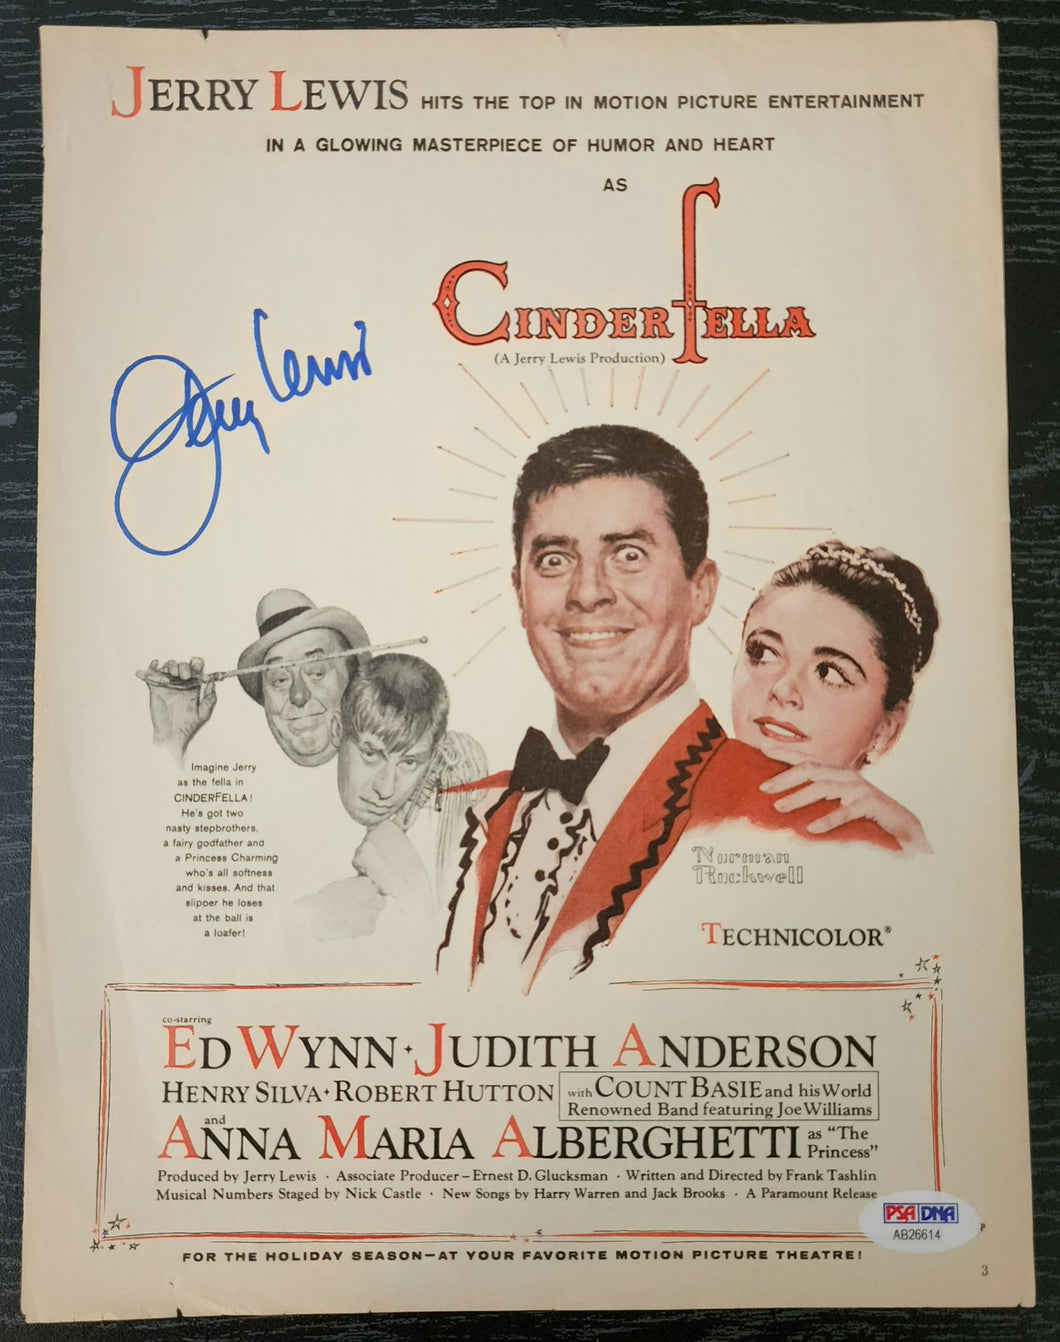 JERRY LEWIS HITS THE TOP IN MOTION PICTURE ENTERTAINMENT
IN A GLOWING MASTERPIECE OF HUMOR AND HEART
AS
CINDERfELLA
(A Jerry Lewis Production)
Jerry Lewis
Imagine Jerry
as the fella in
CINDERfELLA!
He's got two
nasty stepbrothers,
a fairy godfather and
a Princess Charming
who's all softness
and kisses. And that
slipper he loses
at the ball is
a loafer!
Norman
Rockwell
TECHNICOLOR®
co-starring
ED WYNN · JUDITH ANDERSON
HENRY SILVA · ROBERT HUTTON with COUNT BASIE and his World
Renowned Band featuring Joe Williams
and
ANNA MARIA ALBERGHETTI as "The
Princess"
Produced by Jerry Lewis · Associate Producer—Ernest D. Glucksman · Written and Directed by Frank Tashlin
Musical Numbers Staged by Nick Castle · New Songs by Harry Warren and Jack Brooks · A Paramount Release
PSA DNA
AB26614
P
FOR THE HOLIDAY SEASON—AT YOUR FAVORITE MOTION PICTURE THEATRE!
3